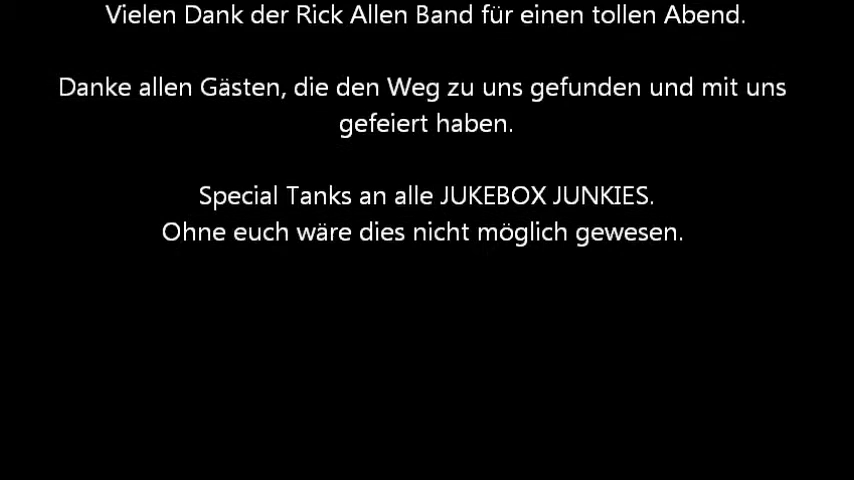 Vielen Dank der Rick Allen Band für einen tollen Abend.
Danke allen Gästen, die den Weg zu uns gefunden und mit uns
gefeiert haben.
Special Tanks an alle JUKEBOX JUNKIES.
Ohne euch wäre dies nicht möglich gewesen.